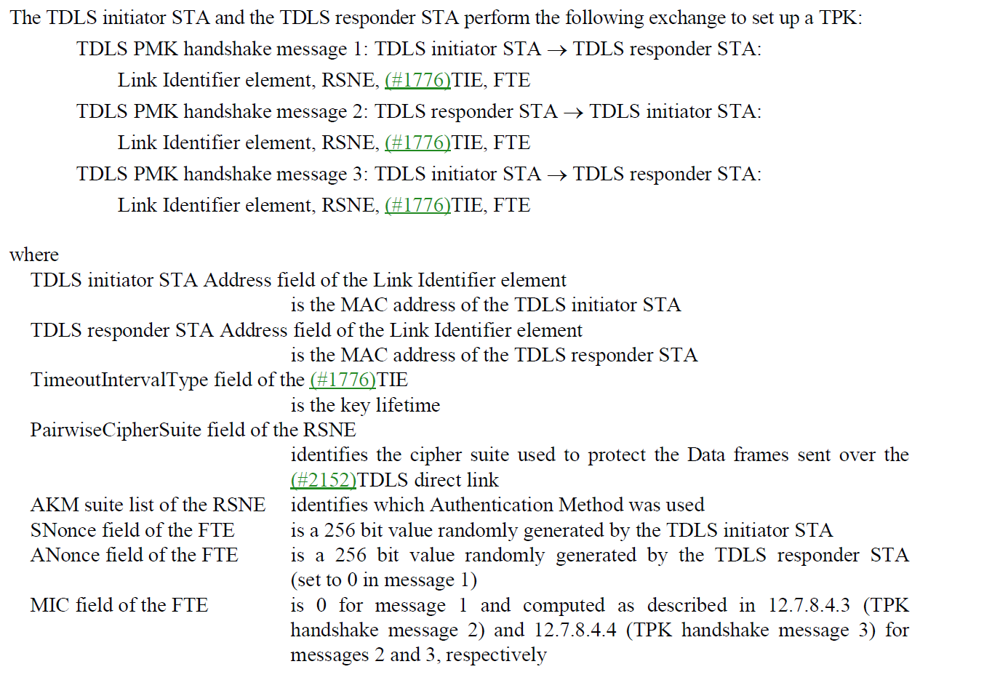 The TDLS initiator STA and the TDLS responder STA perform the following exchange to set up a TPK:
TDLS PMK handshake message 1: TDLS initiator STA → TDLS responder STA:
Link Identifier element, RSNE, (#1776)TIE, FTE
TDLS PMK handshake message 2: TDLS responder STA → TDLS initiator STA:
Link Identifier element, RSNE, (#1776)TIE, FTE
TDLS PMK handshake message 3: TDLS initiator STA → TDLS responder STA:
Link Identifier element, RSNE, (#1776)TIE, FTE
where
TDLS initiator STA Address field of the Link Identifier element
is the MAC address of the TDLS initiator STA
TDLS responder STA Address field of the Link Identifier element
is the MAC address of the TDLS responder STA
TimeoutIntervalType field of the (#1776)TIE
is the key lifetime
PairwiseCipherSuite field of the RSNE
identifies the cipher suite used to protect the Data frames sent over the
(#2152)TDLS direct link
AKM suite list of the RSNE identifies which Authentication Method was used
SNonce field of the FTE is a 256 bit value randomly generated by the TDLS initiator STA
ANonce field of the FTE is a 256 bit value randomly generated by the TDLS responder STA
(set to 0 in message 1)
MIC field of the FTE is 0 for message 1 and computed as described in 12.7.8.4.3 (TPK
handshake message 2) and 12.7.8.4.4 (TPK handshake message 3) for
messages 2 and 3, respectively